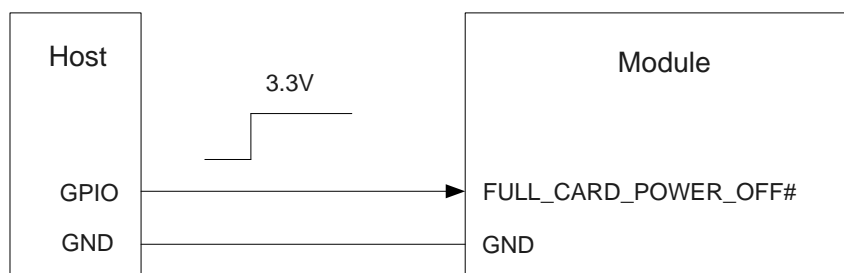 Host
Module
3.3V
GPIO
FULL_CARD_POWER_OFF#
GND
GND